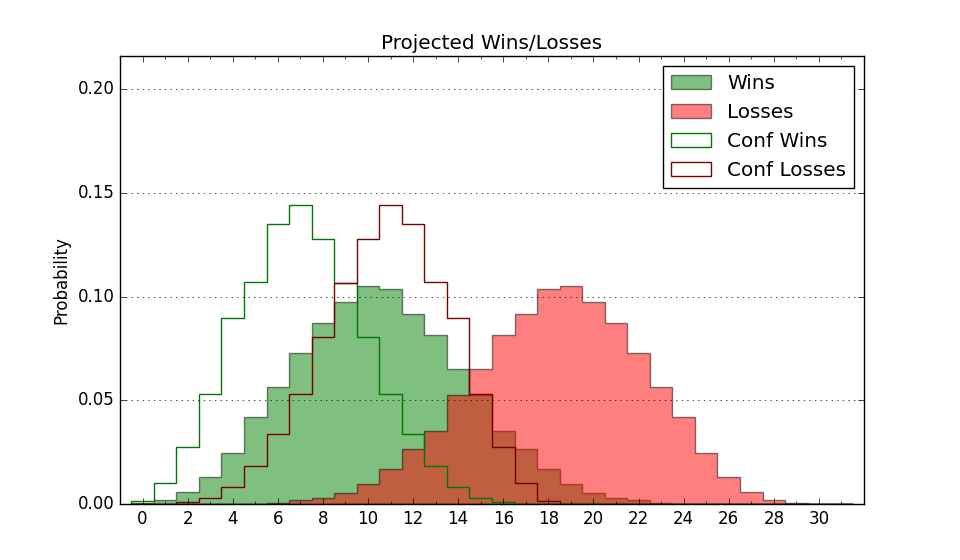 Projected Wins/Losses
0.20
0.15
0.10
0.05
0.00
Probability
Wins
Losses
Conf Wins
Conf Losses
0 2 4 6 8 10 12 14 16 18 20 22 24 26 28 30